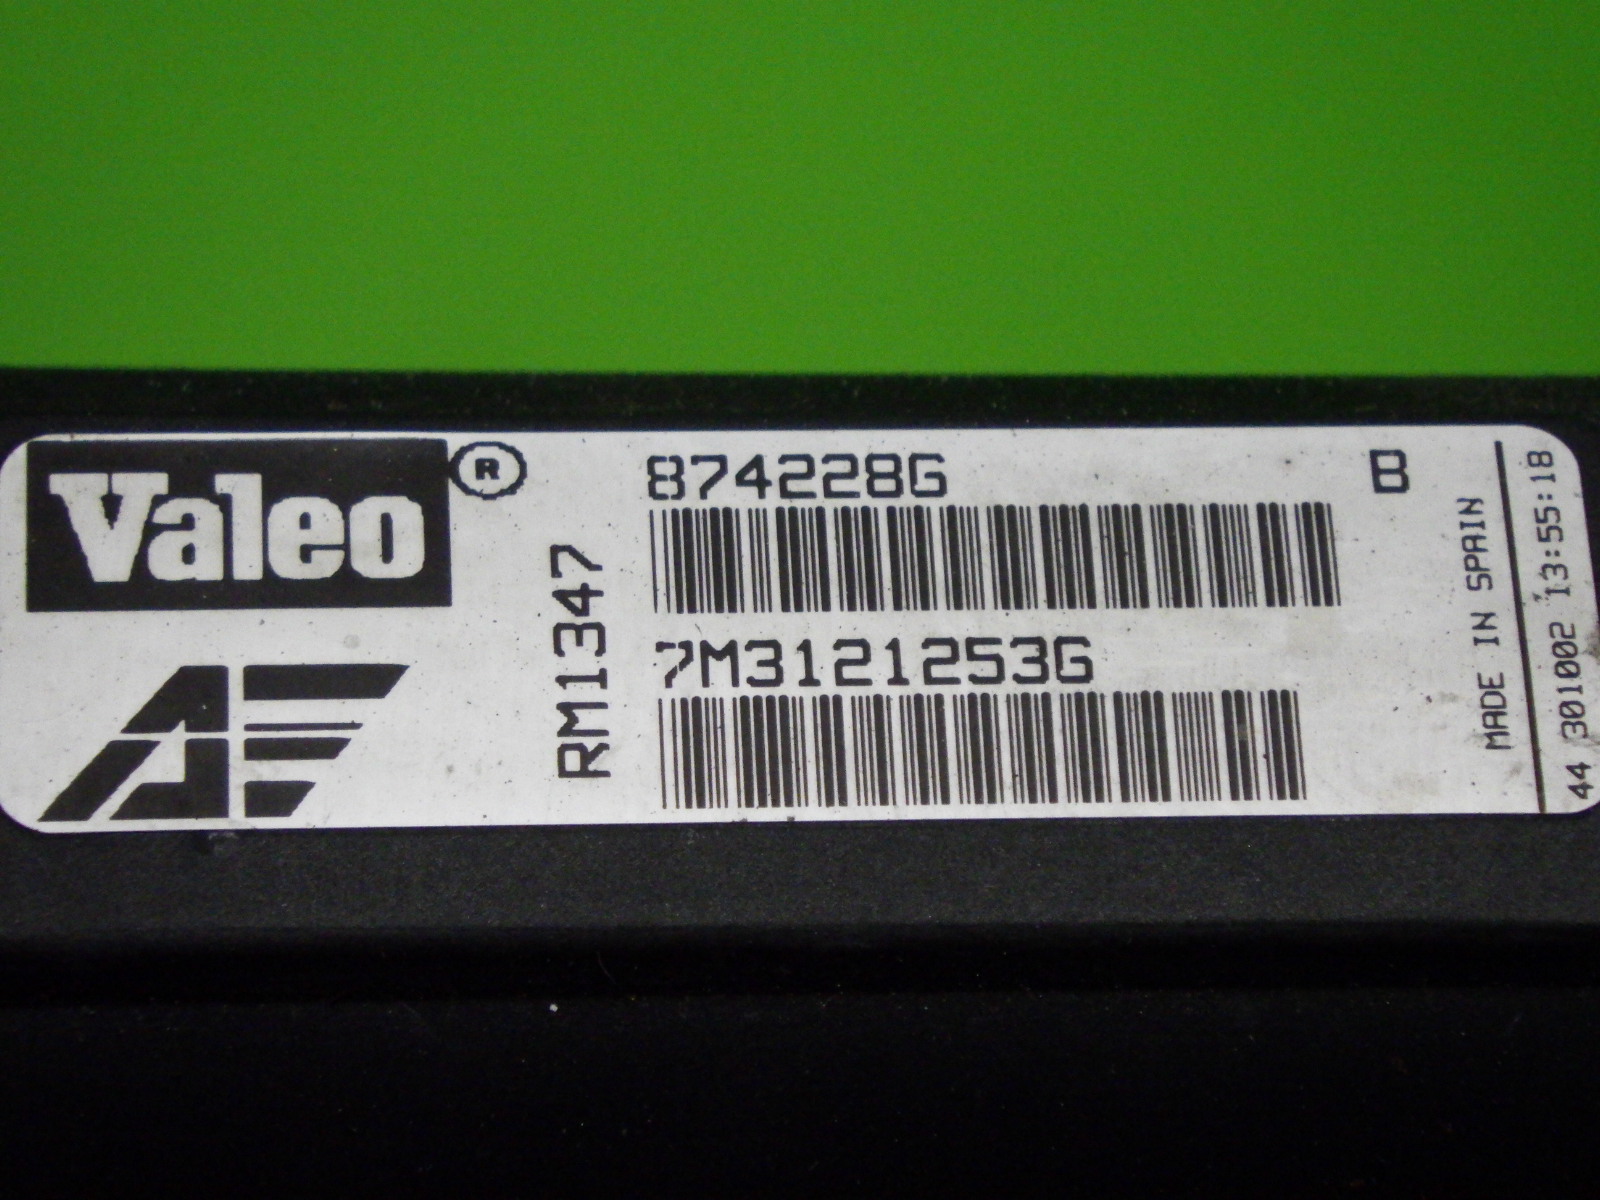 Valeo ®
874228G
B
RM1347
7M3121253G
MADE IN SPAIN
44 301002 13:55:18